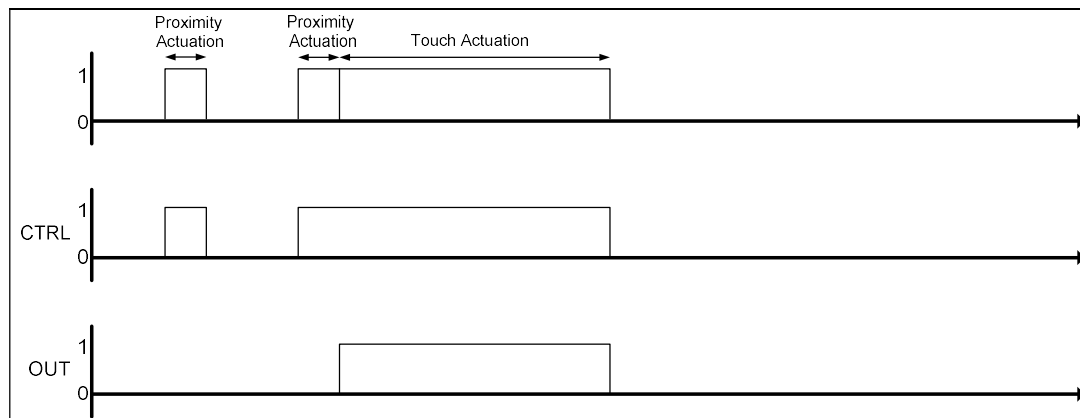 Proximity
Actuation
Proximity
Actuation
Touch Actuation
1
0
CTRL
1
0
OUT
1
0